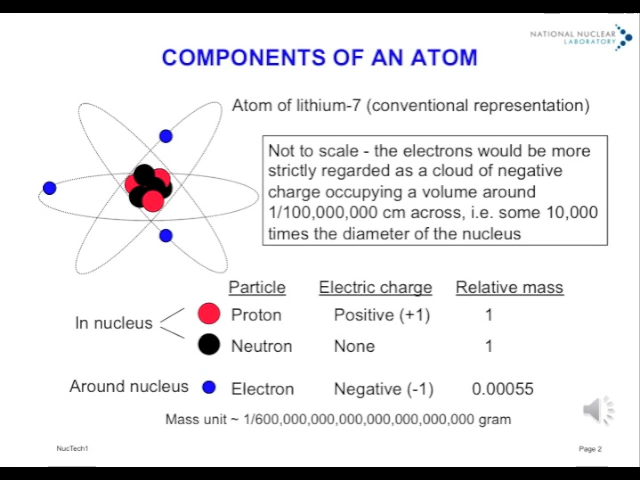 NATIONAL NUCLEAR
LABORATORY
COMPONENTS OF AN ATOM
Atom of lithium-7 (conventional representation)
Not to scale - the electrons would be more
strictly regarded as a cloud of negative
charge occupying a volume around
1/100,000,000 cm across, i.e. some 10,000
times the diameter of the nucleus
Particle Electric charge Relative mass
In nucleus
Proton Positive (+1) 1
Neutron None 1
Around nucleus Electron Negative (-1) 0.00055
Mass unit ~ 1/600,000,000,000,000,000,000,000 gram
NucTech1 Page 2